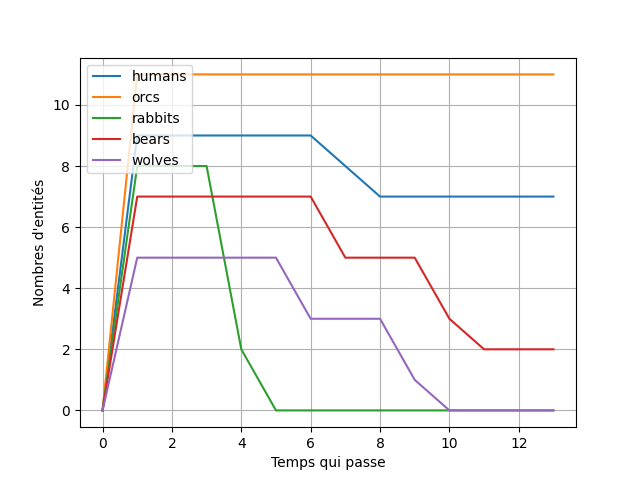 humans
orcs
rabbits
bears
wolves
10
8
6
4
2
0
Nombres d'entités
0 2 4 6 8 10 12
Temps qui passe